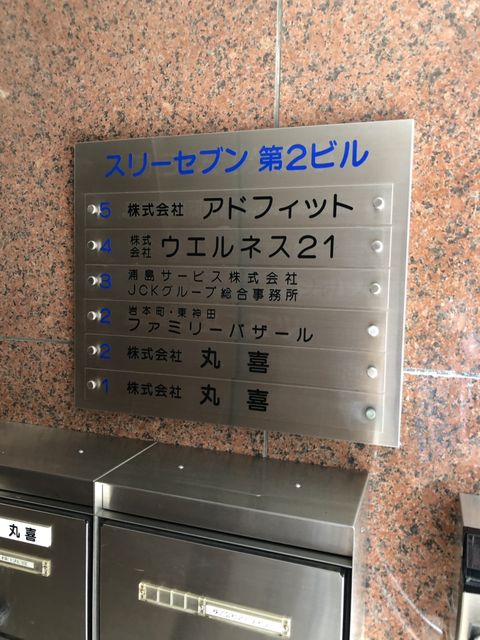 スリーセブン 第2ビル
5 株式会社 アドフィット
4 株式会社 ウエルネス21
3 浦島サービス株式会社
JCKグループ総合事務所
2 岩本町・東神田
ファミリーバザール
2 株式会社 丸喜
1 株式会社 丸喜
丸喜